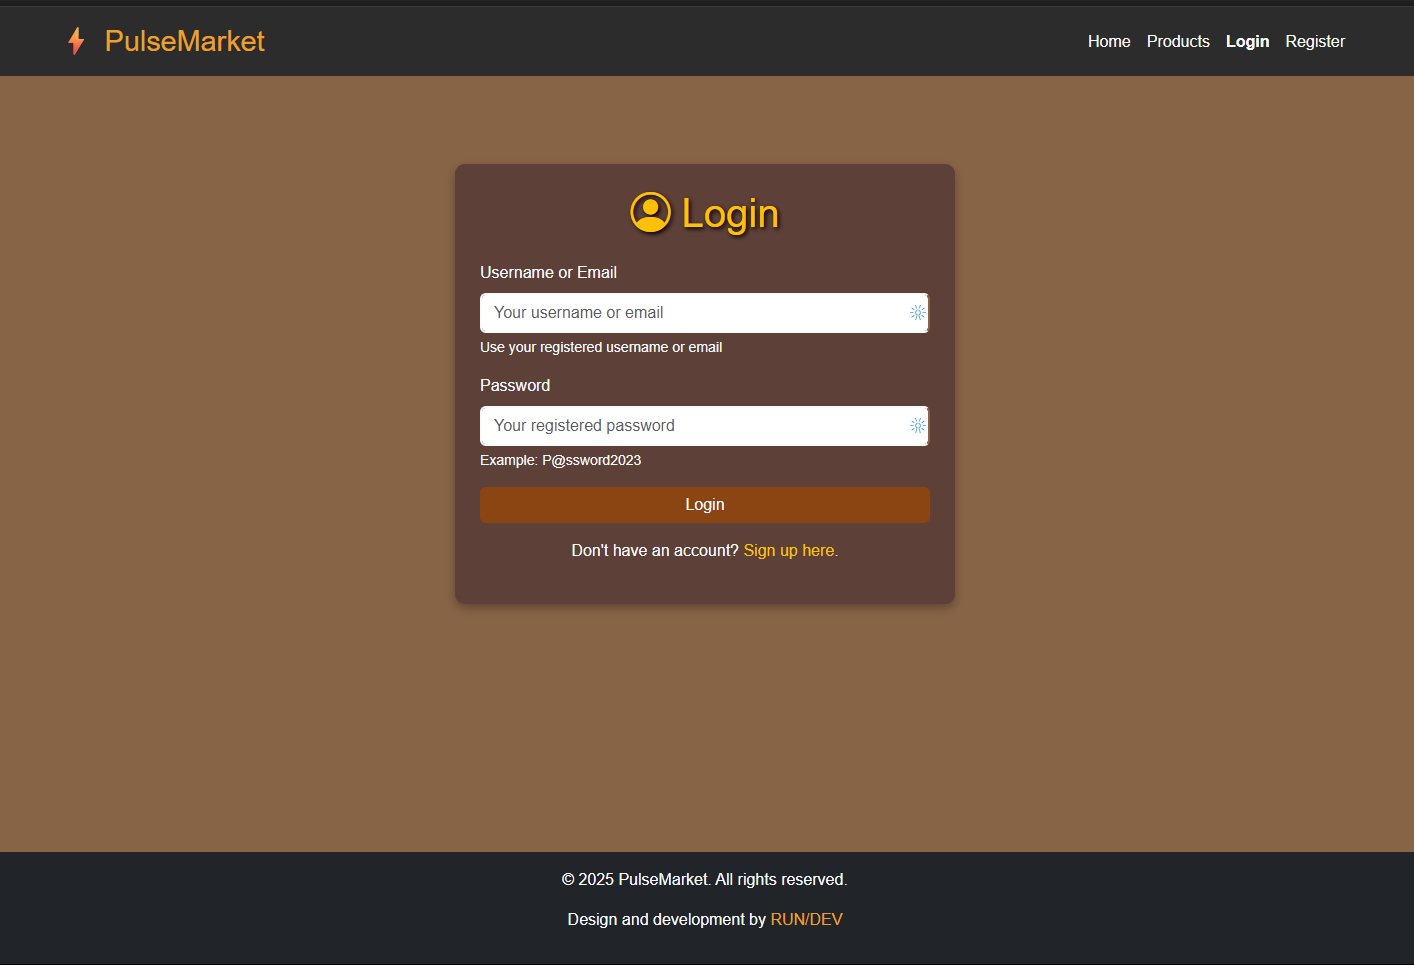 PulseMarket
Home Products Login Register
Login
Username or Email
Your username or email
Use your registered username or email
Password
Your registered password
Example: P@ssword2023
Login
Don't have an account? Sign up here.
© 2025 PulseMarket. All rights reserved.
Design and development by RUN/DEV